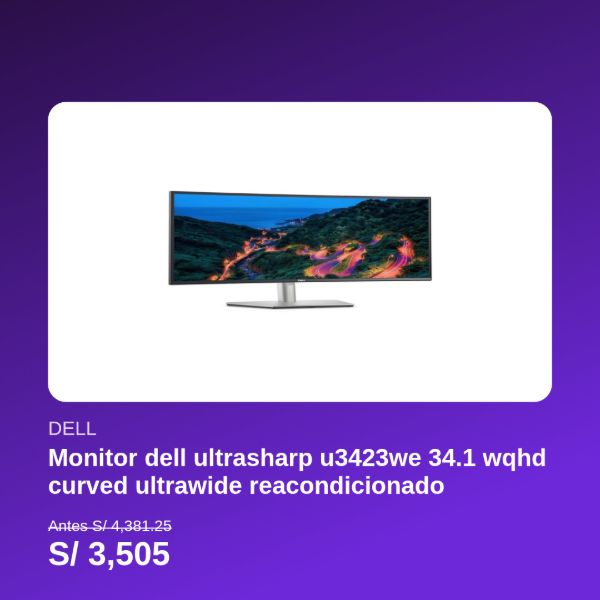 DELL
Monitor dell ultrasharp u3423we 34.1 wqhd
curved ultrawide reacondicionado
Antes S/ 4,381.25
S/ 3,505